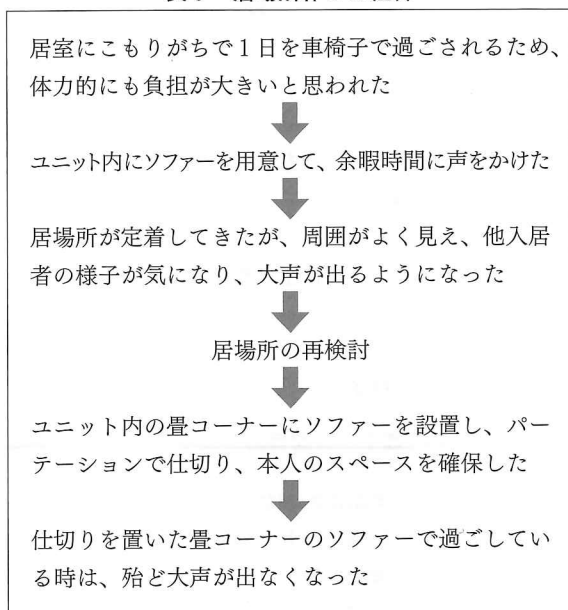 居室にこもりがちで1日を車椅子で過ごされるため、
体力的にも負担が大きいと思われた
ユニット内にソファーを用意して、余暇時間に声をかけた
居場所が定着してきたが、周囲がよく見え、他入居
者の様子が気になり、大声が出るようになった
居場所の再検討
ユニット内の畳コーナーにソファーを設置し、パー
テーションで仕切り、本人のスペースを確保した
仕切りを置いた畳コーナーのソファーで過ごしてい
る時は、殆ど大声が出なくなった